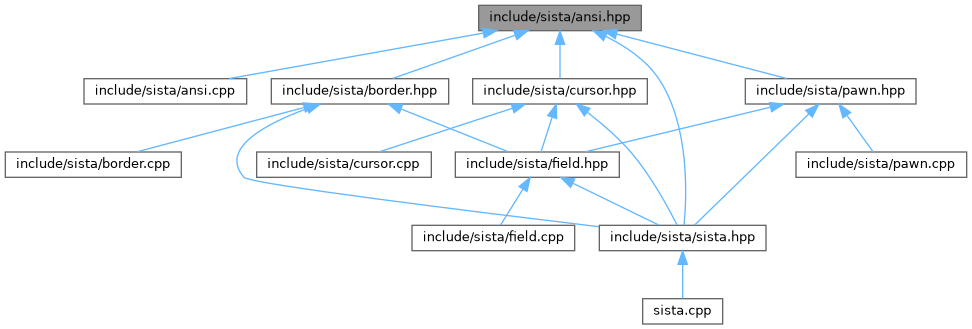 include/sista/ansi.hpp
include/sista/ansi.cpp
include/sista/border.hpp
include/sista/cursor.hpp
include/sista/pawn.hpp
include/sista/border.cpp
include/sista/cursor.cpp
include/sista/field.hpp
include/sista/pawn.cpp
include/sista/field.cpp
include/sista/sista.hpp
sista.cpp